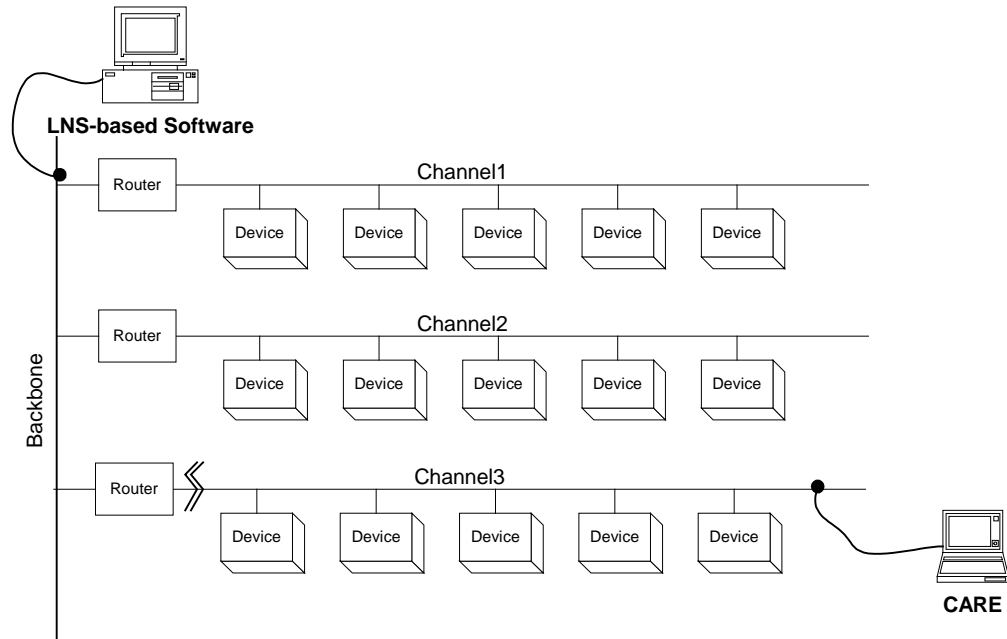 LNS-based Software
Channel1
Router
Device Device Device Device Device
Channel2
Router
Device Device Device Device Device
Backbone
Channel3
Router
Device Device Device Device Device
CARE